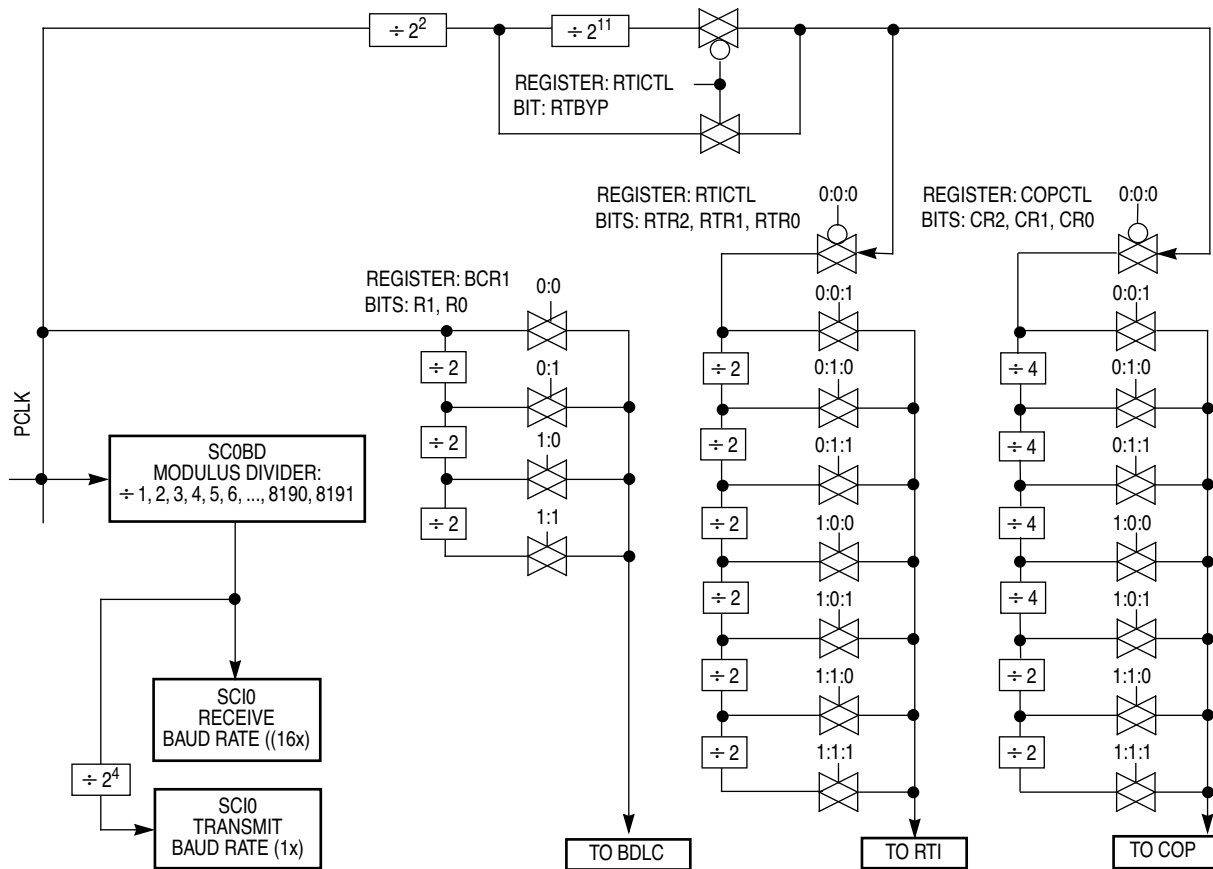 ÷ 2²
÷ 2¹¹
REGISTER: RTICTL
BIT: RTBYP
REGISTER: RTICTL
BITS: RTR2, RTR1, RTR0
0:0:0
REGISTER: COPCTL
BITS: CR2, CR1, CR0
0:0:0
REGISTER: BCR1
BITS: R1, R0
0:0
0:0:1
0:0:1
÷ 2
0:1
÷ 2
0:1:0
÷ 4
0:1:0
PCLK
SC0BD
MODULUS DIVIDER:
÷ 1, 2, 3, 4, 5, 6, ..., 8190, 8191
÷ 2
1:0
÷ 2
0:1:1
÷ 4
0:1:1
÷ 2
1:1
÷ 2
1:0:0
÷ 4
1:0:0
÷ 2
1:0:1
÷ 4
1:0:1
÷ 2
1:1:0
÷ 2
1:1:0
÷ 2
1:1:1
÷ 2
1:1:1
SCI0
RECEIVE
BAUD RATE ((16x)
÷ 2⁴
SCI0
TRANSMIT
BAUD RATE (1x)
TO BDLC
TO RTI
TO COP